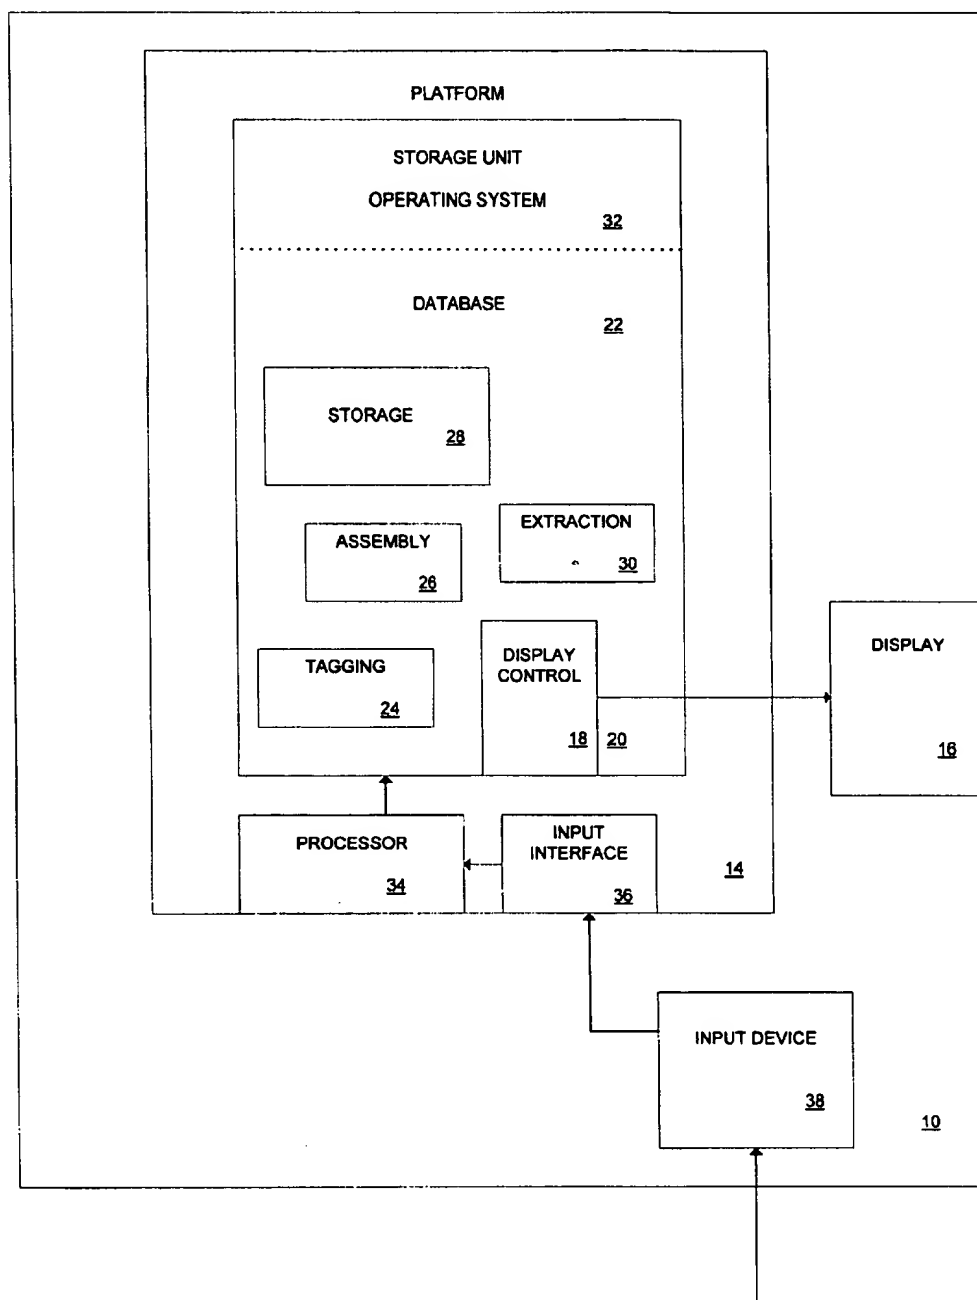 PLATFORM
STORAGE UNIT
OPERATING SYSTEM
32
DATABASE
22
STORAGE
28
EXTRACTION
30
ASSEMBLY
26
TAGGING
24
DISPLAY
CONTROL
18
20
DISPLAY
16
PROCESSOR
34
INPUT
INTERFACE
36
14
INPUT DEVICE
38
10